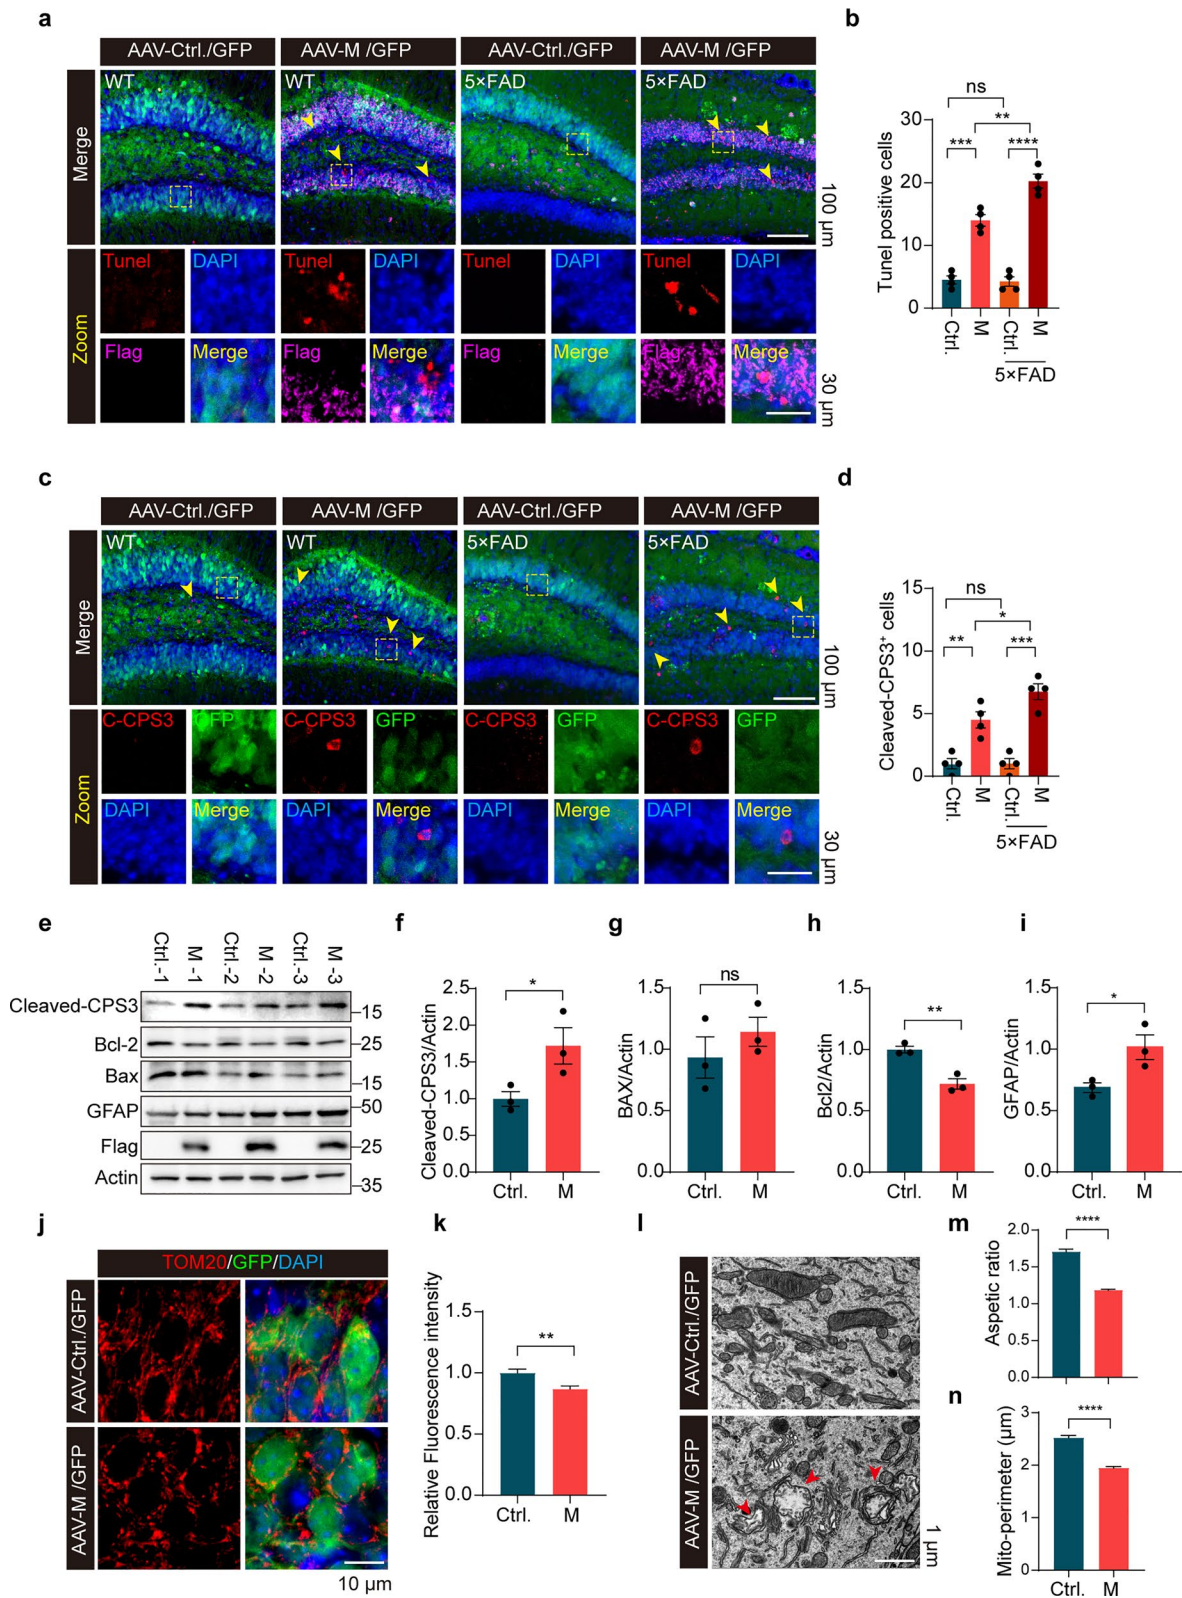 a
AAV-Ctrl./GFP AAV-M /GFP AAV-Ctrl./GFP AAV-M /GFP
Merge
WT WT 5×FAD 5×FAD
100 µm
Zoom
Tunel DAPI Tunel DAPI Tunel DAPI Tunel DAPI
Flag Merge Flag Merge Flag Merge Flag Merge
30 µm
b
Tunel positive cells
30
20
10
0
ns
**
*** ****
Ctrl. M Ctrl. M
5×FAD
c
AAV-Ctrl./GFP AAV-M /GFP AAV-Ctrl./GFP AAV-M /GFP
Merge
WT WT 5×FAD 5×FAD
100 µm
Zoom
C-CPS3 GFP C-CPS3 GFP C-CPS3 GFP C-CPS3 GFP
DAPI Merge DAPI Merge DAPI Merge DAPI Merge
30 µm
d
Cleaved-CPS3+ cells
15
10
5
0
ns
*
** ***
Ctrl. M Ctrl. M
5×FAD
e
Ctrl.-1 M -1 Ctrl.-2 M -2 Ctrl.-3 M -3
Cleaved-CPS3 15
Bcl-2 25
Bax 15
GFAP 50
Flag 25
Actin 35
f
Cleaved-CPS3/Actin
2.5
2.0
1.5
1.0
0.5
0.0
*
Ctrl. M
g
BAX/Actin
1.5
1.0
0.5
0.0
ns
Ctrl. M
h
Bcl2/Actin
1.5
1.0
0.5
0.0
**
Ctrl. M
i
GFAP/Actin
1.5
1.0
0.5
0.0
*
Ctrl. M
j
TOM20/GFP/DAPI
AAV-Ctrl./GFP
AAV-M /GFP
10 µm
k
Relative Fluorescence intensity
1.5
1.0
0.5
0.0
**
Ctrl. M
l
AAV-Ctrl./GFP
AAV-M /GFP
1 µm
m
Aspetic ratio
2.0
1.5
1.0
0.5
0.0
****
n
Mito-perimeter (µm)
3
2
1
0
****
Ctrl. M